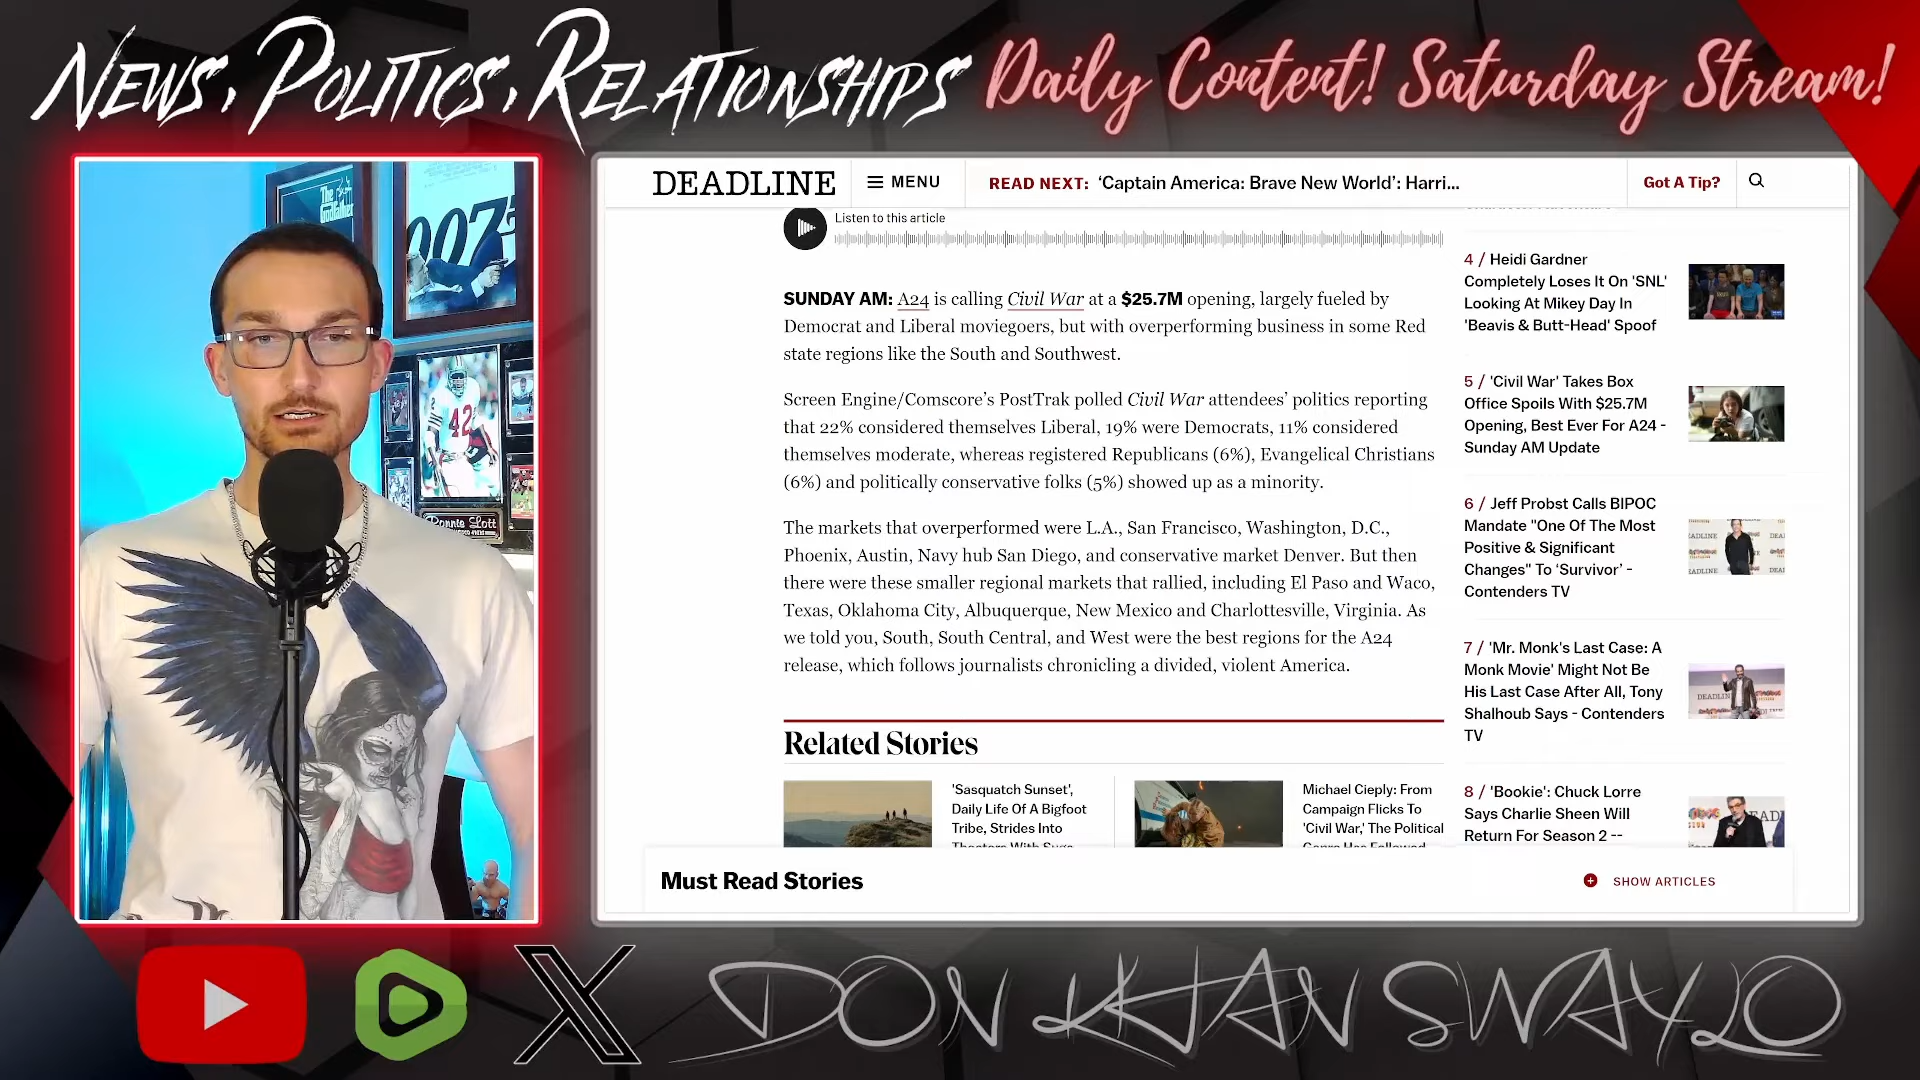 NEWS, POLITICS, RELATIONSHIPS
Daily Content! Saturday Stream!
The Godfather
007
42
Ronnie Lott
DEADLINE
MENU
READ NEXT: ‘Captain America: Brave New World’: Harri...
Got A Tip?
Listen to this article
SUNDAY AM: A24 is calling Civil War at a $25.7M opening, largely fueled by
Democrat and Liberal moviegoers, but with overperforming business in some Red
state regions like the South and Southwest.
Screen Engine/Comscore’s PostTrak polled Civil War attendees’ politics reporting
that 22% considered themselves Liberal, 19% were Democrats, 11% considered
themselves moderate, whereas registered Republicans (6%), Evangelical Christians
(6%) and politically conservative folks (5%) showed up as a minority.
The markets that overperformed were L.A., San Francisco, Washington, D.C.,
Phoenix, Austin, Navy hub San Diego, and conservative market Denver. But then
there were these smaller regional markets that rallied, including El Paso and Waco,
Texas, Oklahoma City, Albuquerque, New Mexico and Charlottesville, Virginia. As
we told you, South, South Central, and West were the best regions for the A24
release, which follows journalists chronicling a divided, violent America.
Related Stories
'Sasquatch Sunset',
Daily Life Of A Bigfoot
Tribe, Strides Into
Michael Cieply: From
Campaign Flicks To
'Civil War,' The Political
4 / Heidi Gardner
Completely Loses It On 'SNL'
Looking At Mikey Day In
'Beavis & Butt-Head' Spoof
5 / 'Civil War' Takes Box
Office Spoils With $25.7M
Opening, Best Ever For A24 -
Sunday AM Update
6 / Jeff Probst Calls BIPOC
Mandate "One Of The Most
Positive & Significant
Changes" To ‘Survivor’ -
Contenders TV
7 / 'Mr. Monk's Last Case: A
Monk Movie' Might Not Be
His Last Case After All, Tony
Shalhoub Says - Contenders
TV
8 / 'Bookie': Chuck Lorre
Says Charlie Sheen Will
Return For Season 2 --
Must Read Stories
SHOW ARTICLES
DON KHAN SWAYLO